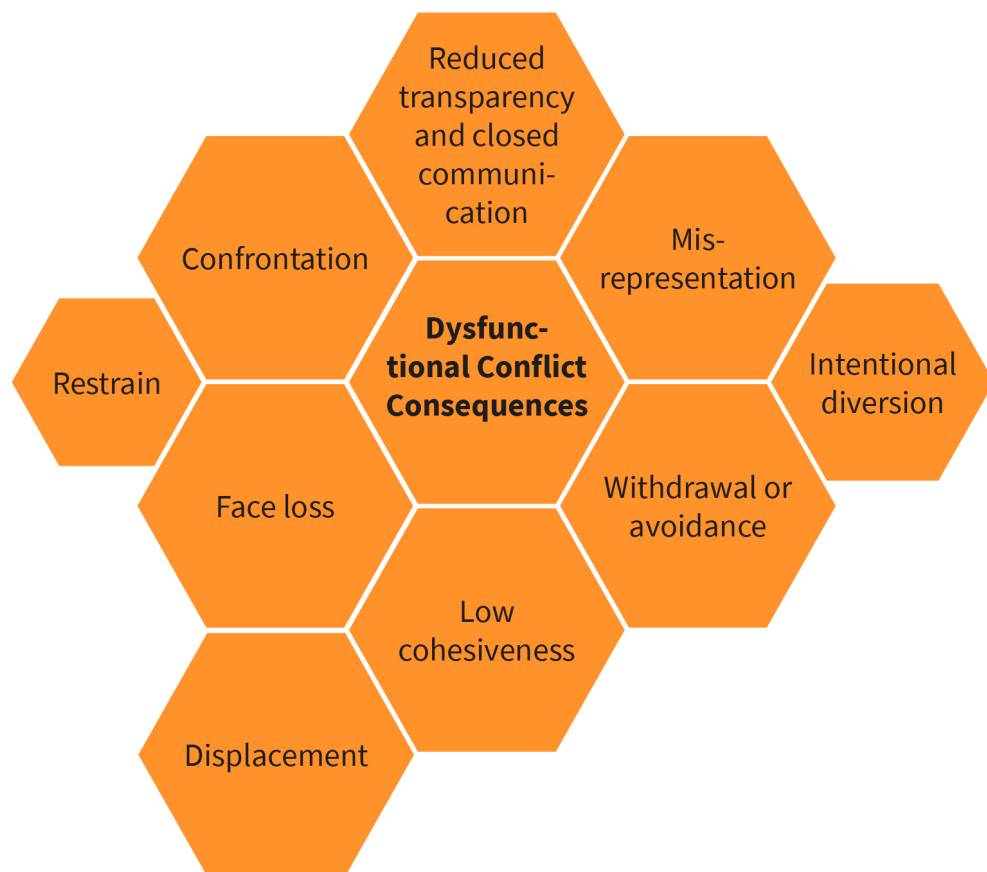 Reduced
transparency
and closed
communi-
cation
Confrontation
Mis-
representation
Dysfunc-
tional Conflict
Consequences
Restrain
Intentional
diversion
Face loss
Withdrawal or
avoidance
Low
cohesiveness
Displacement